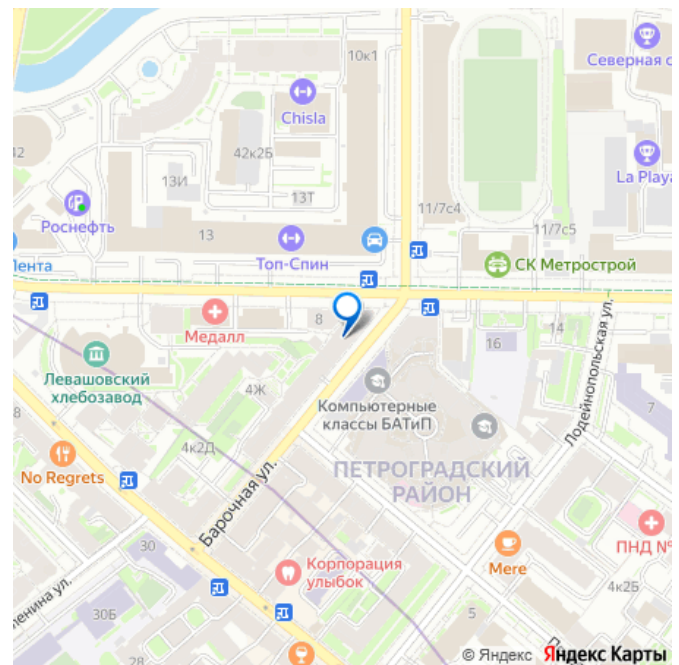 10к1
Северная с
Chisla
42
42к2Б
La Playa
13И
13Т
11/7с4
Роснефть
13
11/7с5
Лента
Топ-Спин
СК Метрострой
8
Медалл
14
16
Лодейнопольская ул.
Левашовский
хлебозавод
4Ж
Компьютерные
классы БАТиП
7
4к2Д
No Regrets
ПЕТРОГРАДСКИЙ
РАЙОН
Барочная ул.
ПНД №
30
Mere
Корпорация
улыбок
4к2Б
Ленина ул.
30Б
5
28
© Яндекс Яндекс Карты